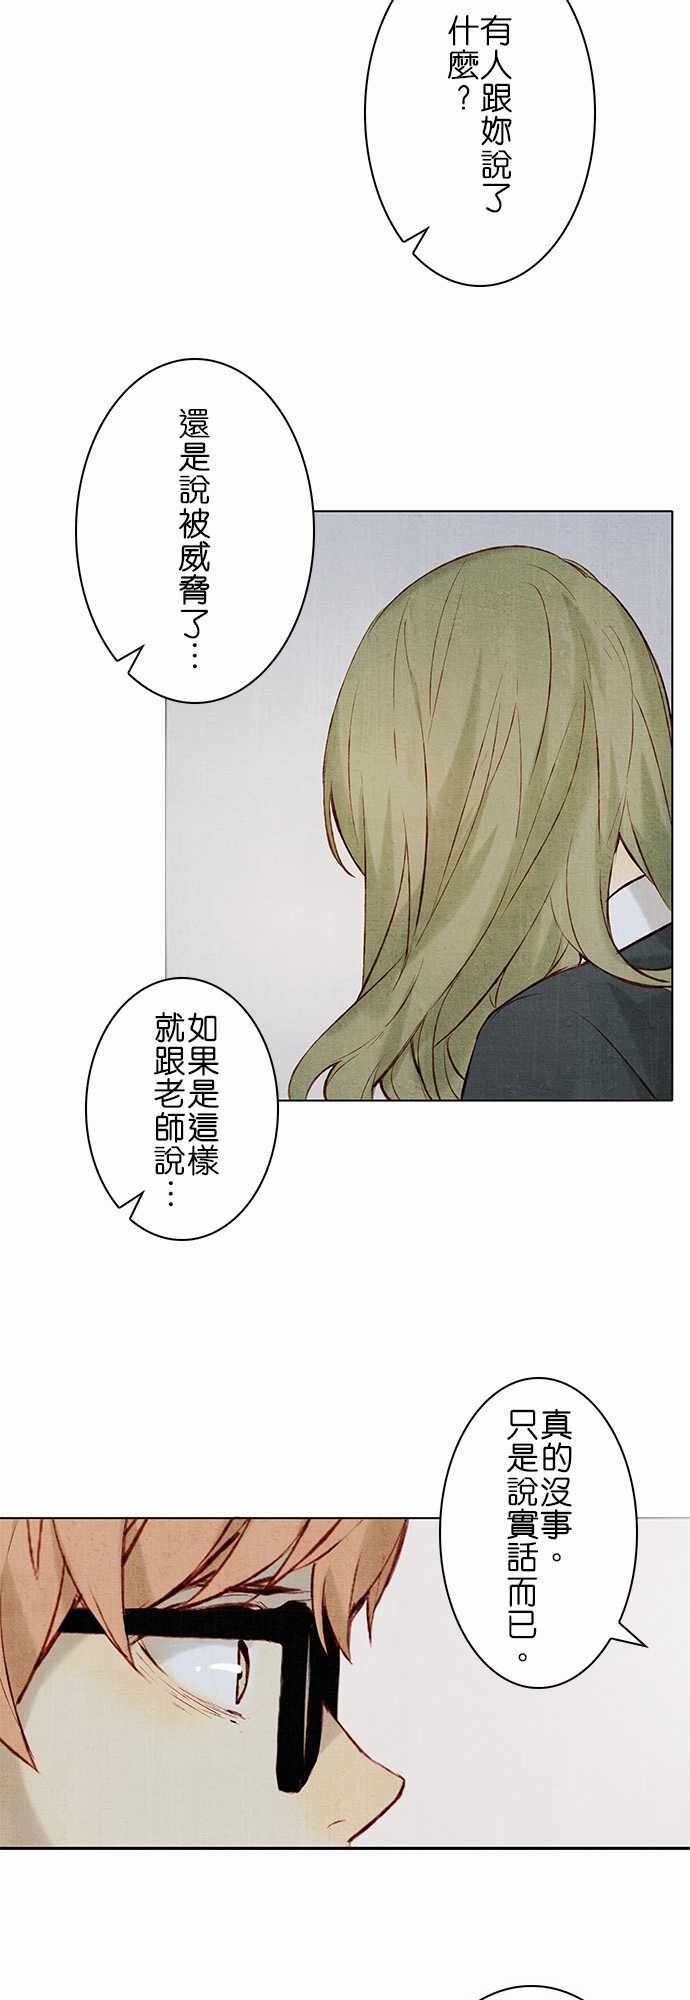 有人跟妳說了
什麼？
還是說被威脅了…
如果是這樣
就跟老師說…
真的沒事。
只是說實話而已。